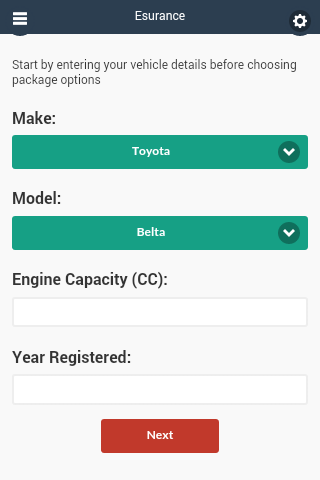 Esurance
Start by entering your vehicle details before choosing
package options
Make:
Toyota
Model:
Belta
Engine Capacity (CC):
Year Registered:
Next